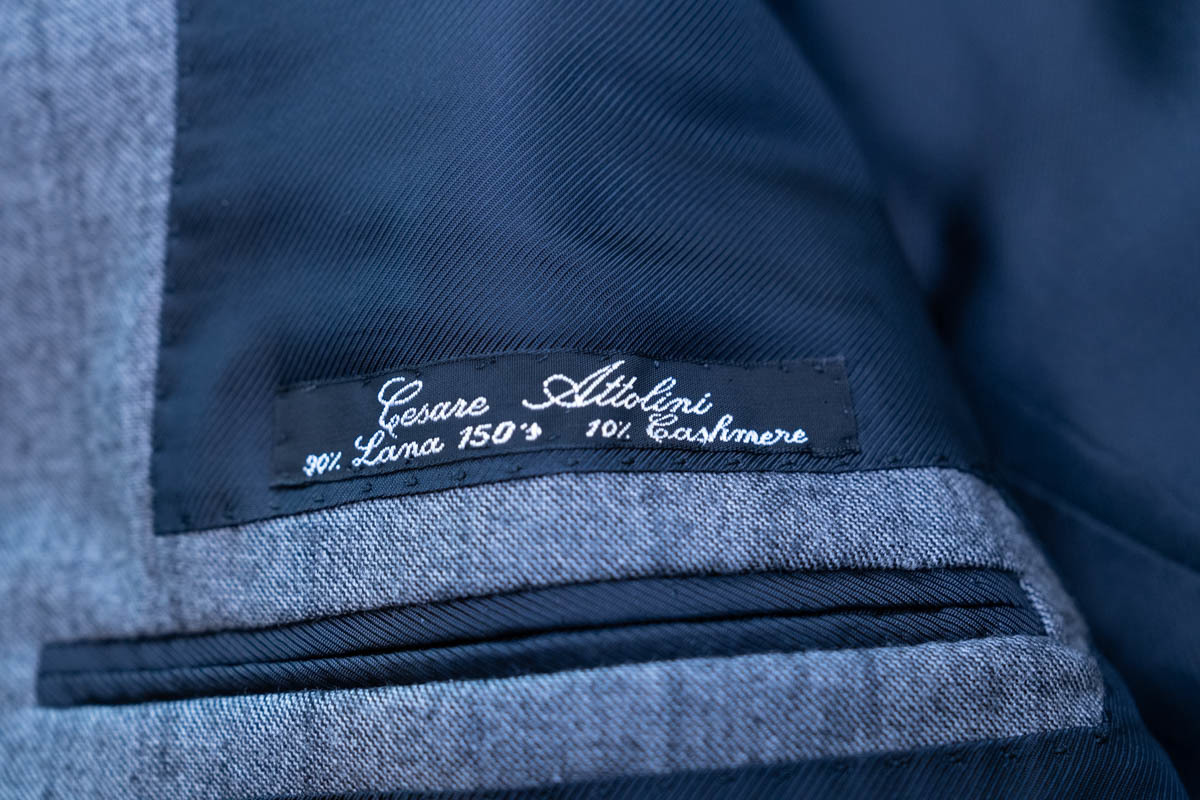 Cesare Attolini
90% Lana 150's 10% Cashmere